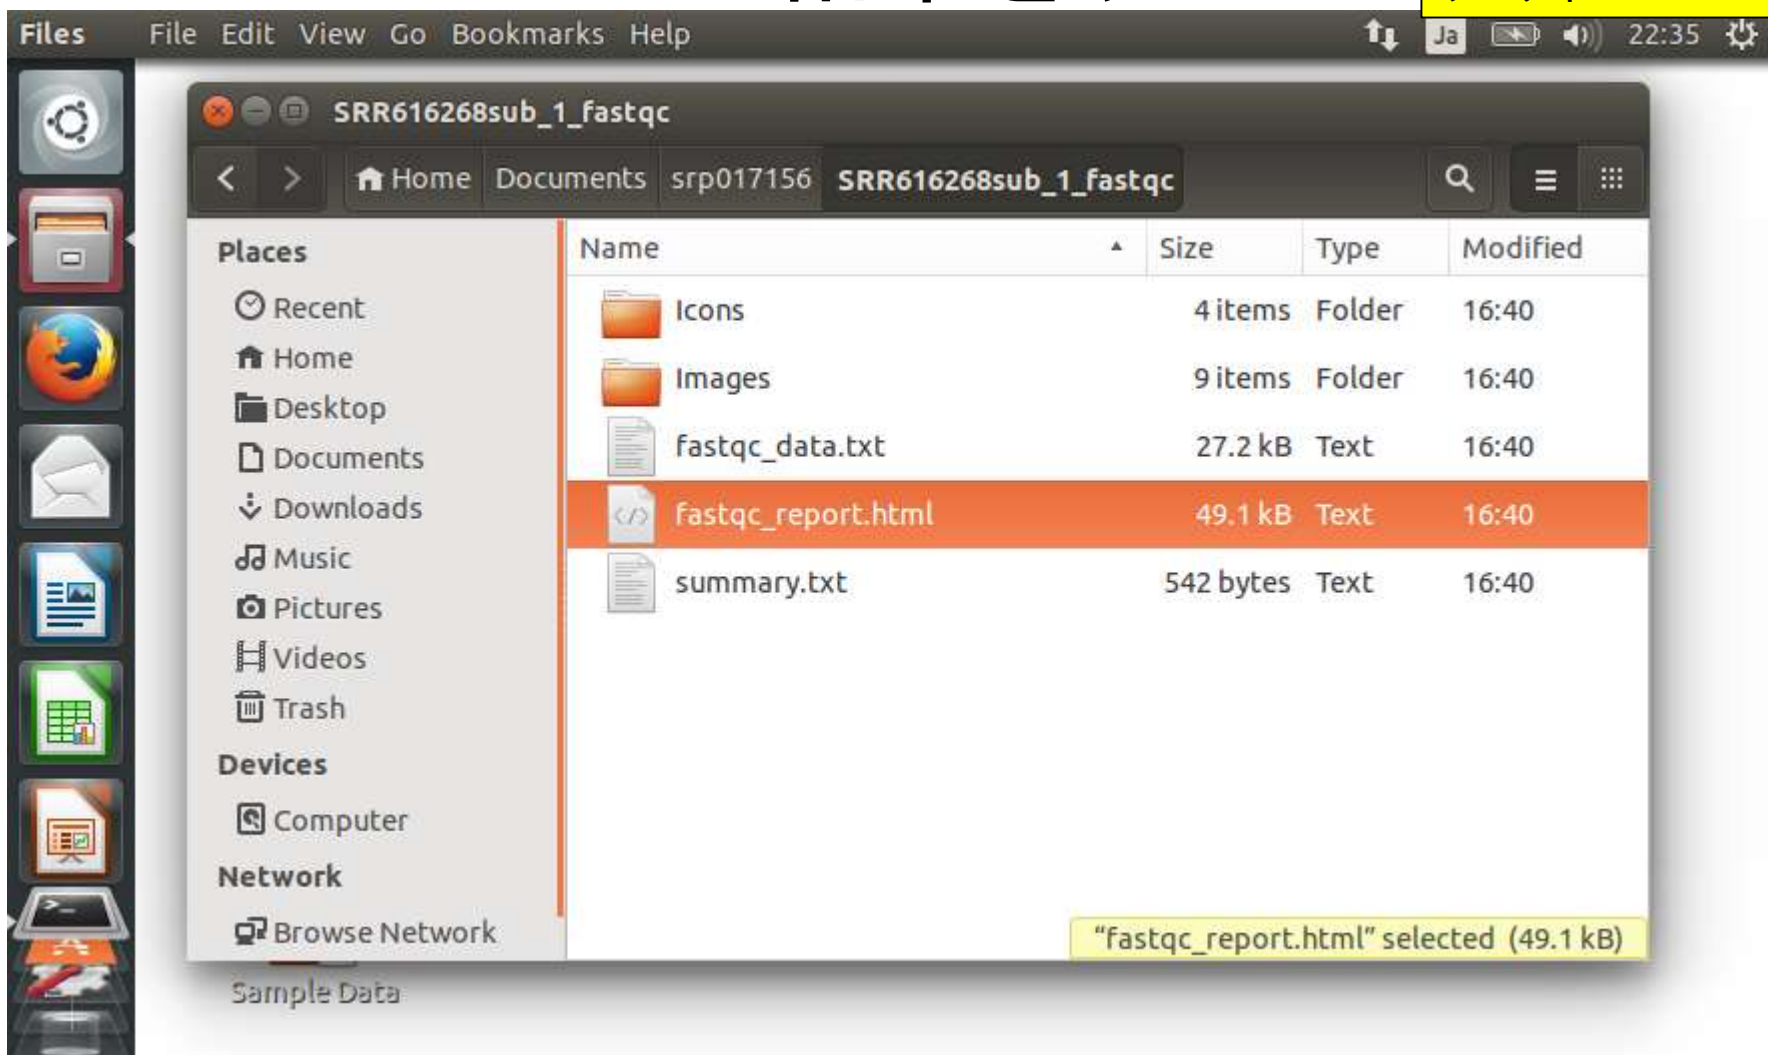 Files File Edit View Go Bookmarks Help Ja 22:35
SRR616268sub_1_fastqc
Home Documents srp017156 SRR616268sub_1_fastqc
Places
Recent
Home
Desktop
Documents
Downloads
Music
Pictures
Videos
Trash
Devices
Computer
Network
Browse Network
Name Size Type Modified
Icons 4 items Folder 16:40
Images 9 items Folder 16:40
fastqc_data.txt 27.2 kB Text 16:40
fastqc_report.html 49.1 kB Text 16:40
summary.txt 542 bytes Text 16:40
“fastqc_report.html” selected (49.1 kB)
Sample Data